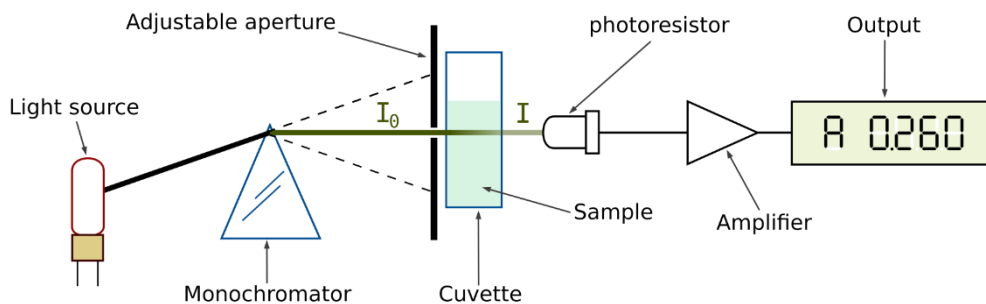 Adjustable aperture
photoresistor
Output
Light source
I₀
I
A 0.260
Sample
Amplifier
Monochromator
Cuvette